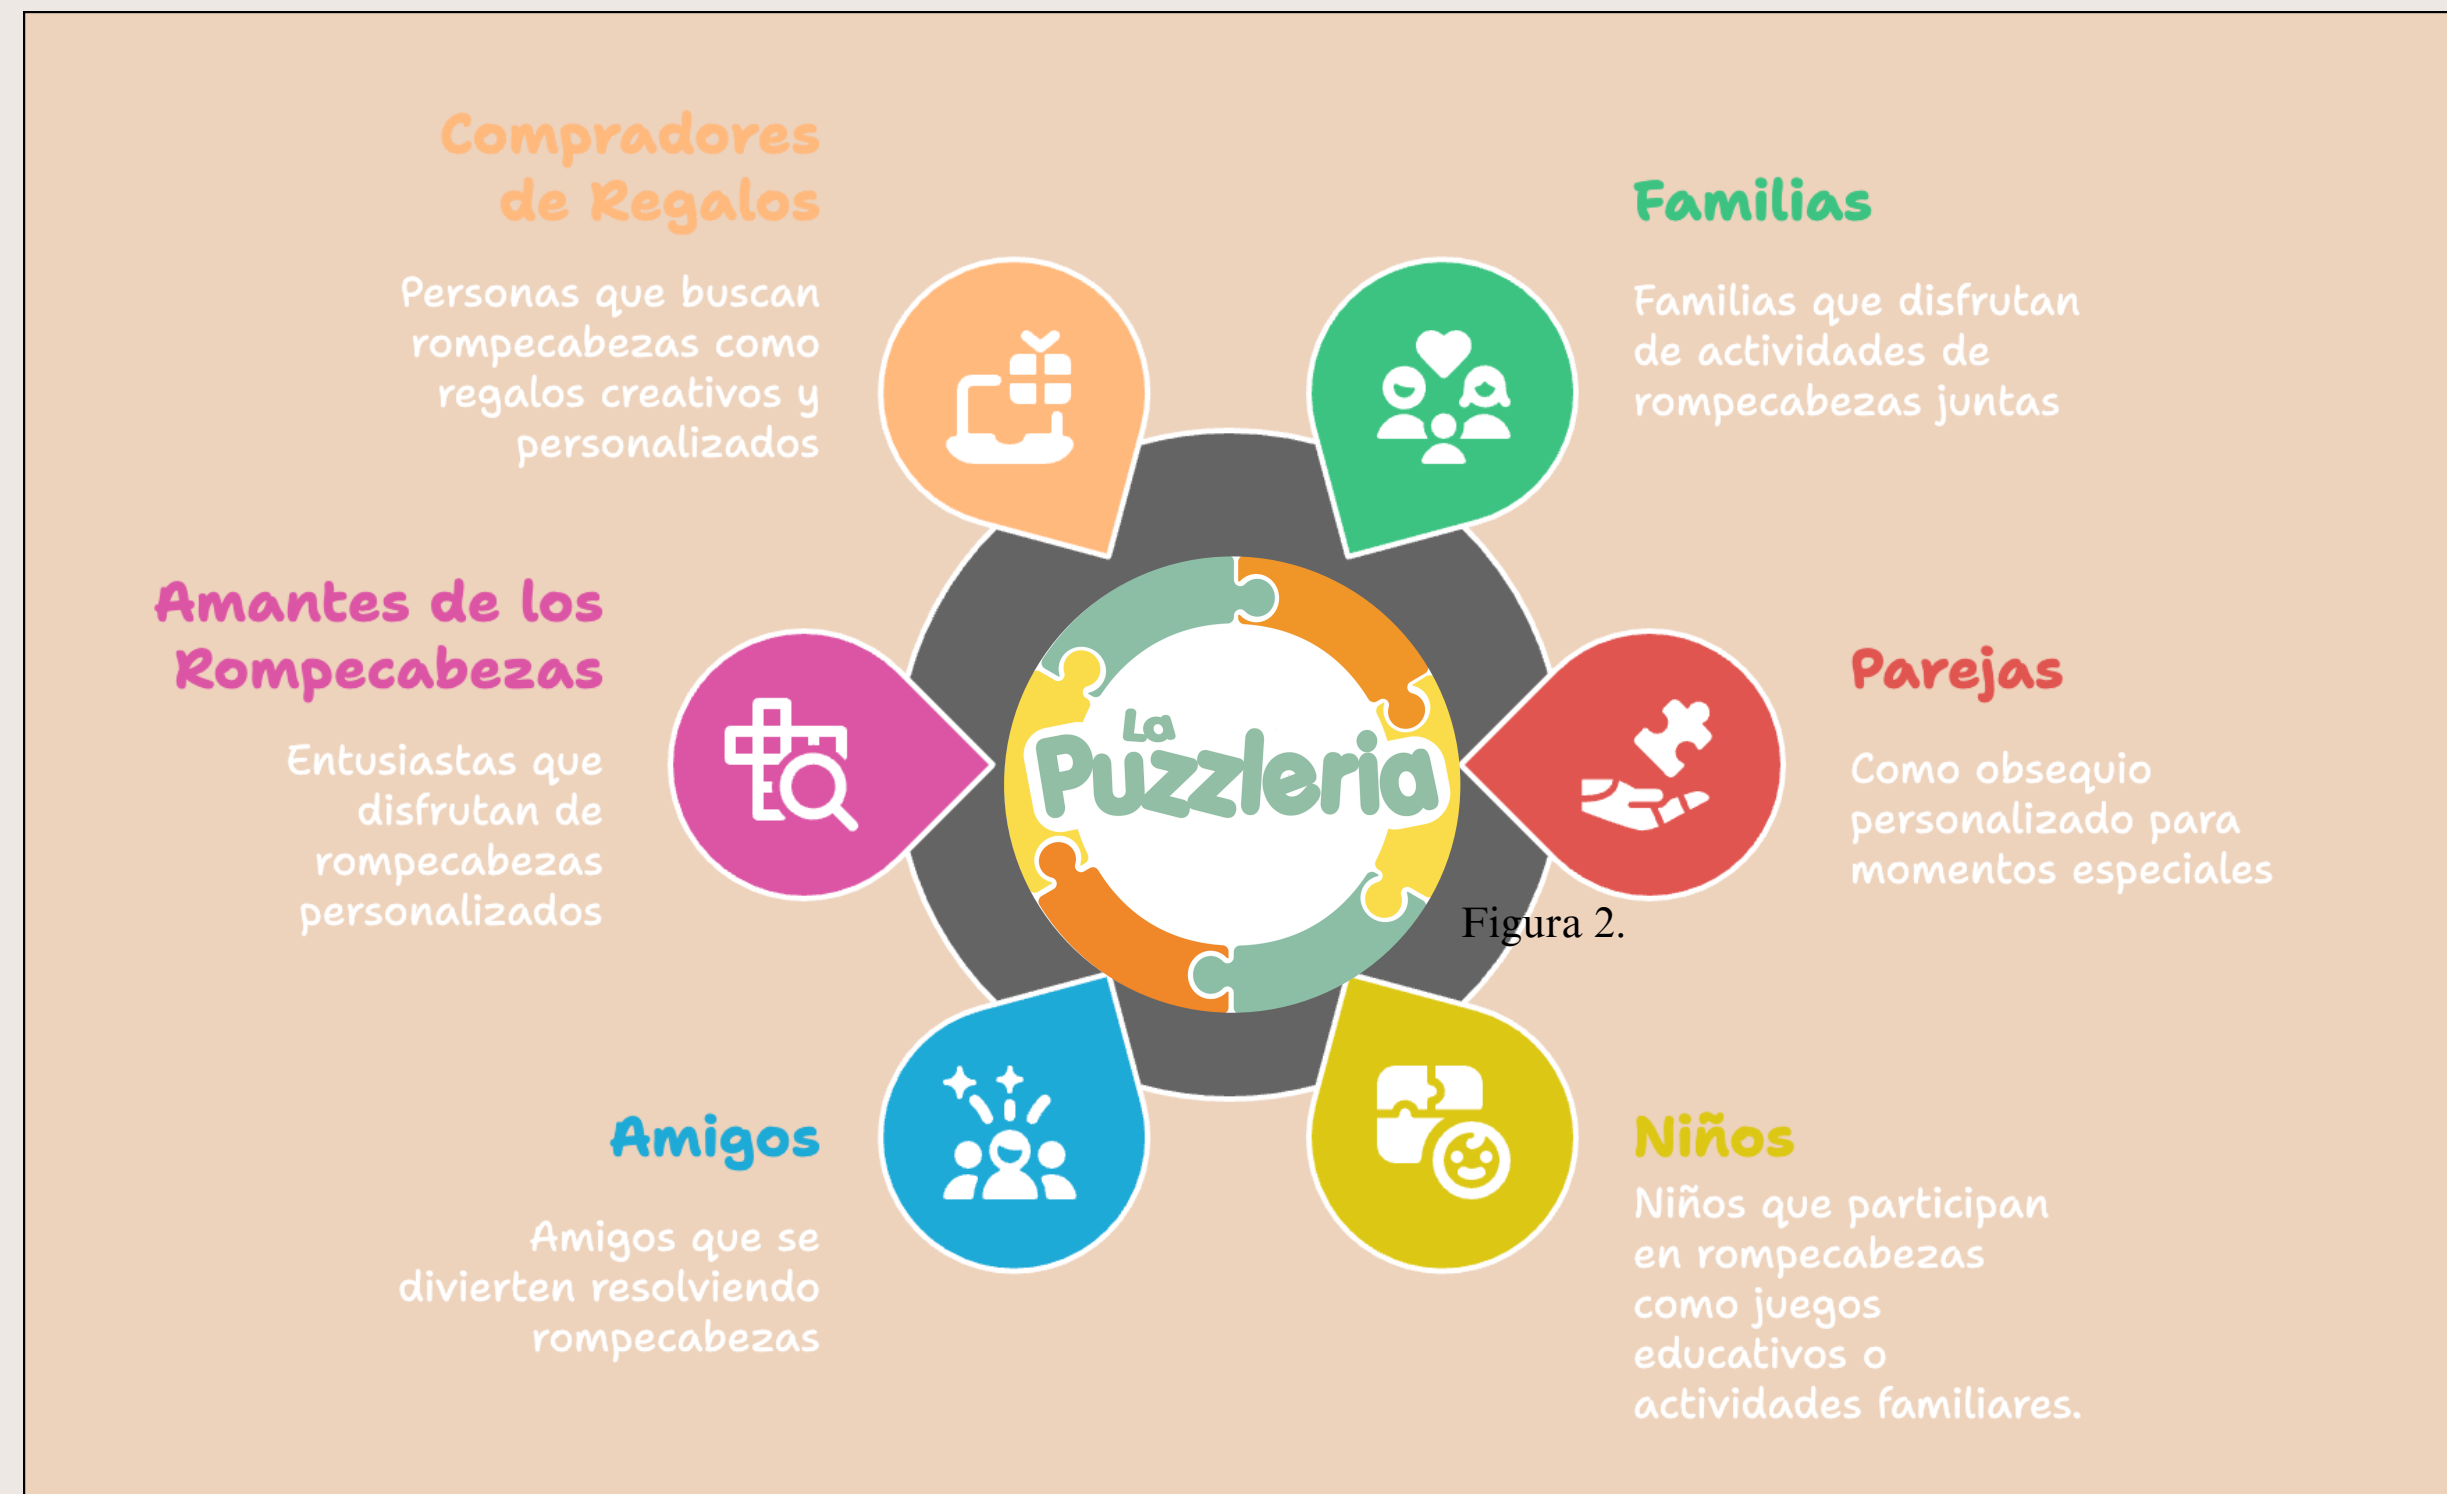 Compradores
de Regalos
Personas que buscan
rompecabezas como
regalos creativos y
personalizados
Familias
Familias que disfrutan
de actividades de
rompecabezas juntas
Amantes de los
Rompecabezas
Entusiastas que
disfrutan de
rompecabezas
personalizados
La
Puzzleria
Parejas
Como obsequio
personalizado para
momentos especiales
Figura 2.
Amigos
Amigos que se
divierten resolviendo
rompecabezas
Niños
Niños que participan
en rompecabezas
como juegos
educativos o
actividades familiares.